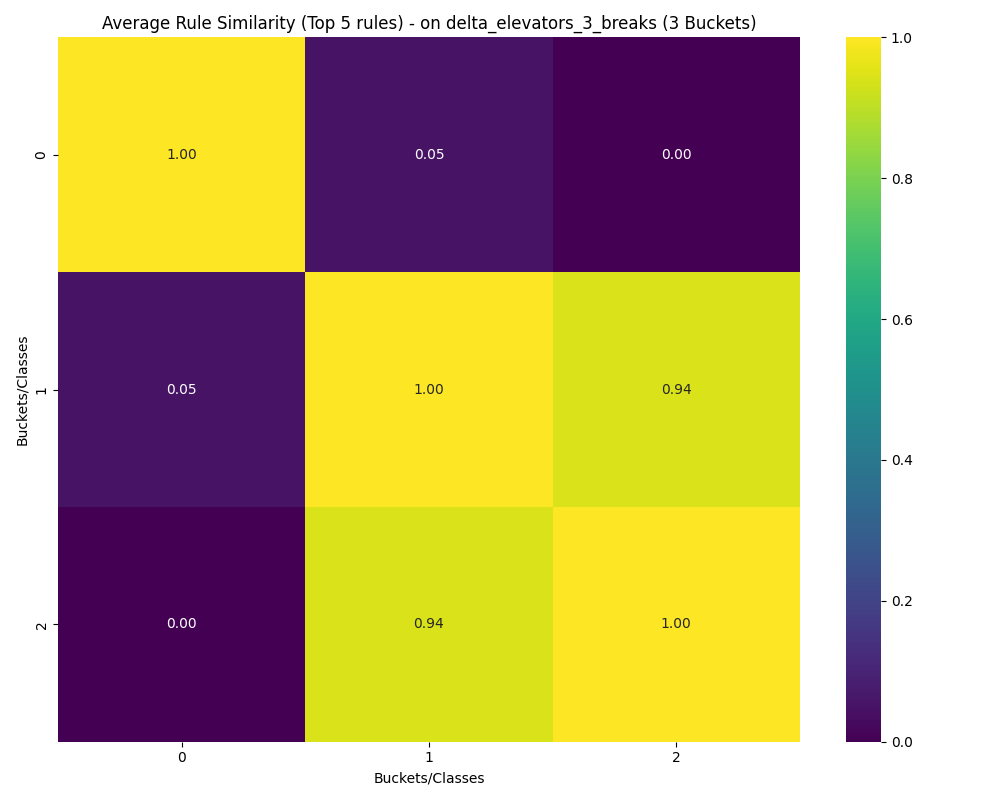 Average Rule Similarity (Top 5 rules) - on delta_elevators_3_breaks (3 Buckets)
Buckets/Classes
0
1.00 0.05 0.00
1
0.05 1.00 0.94
2
0.00 0.94 1.00
0 1 2
Buckets/Classes
1.0
0.8
0.6
0.4
0.2
0.0